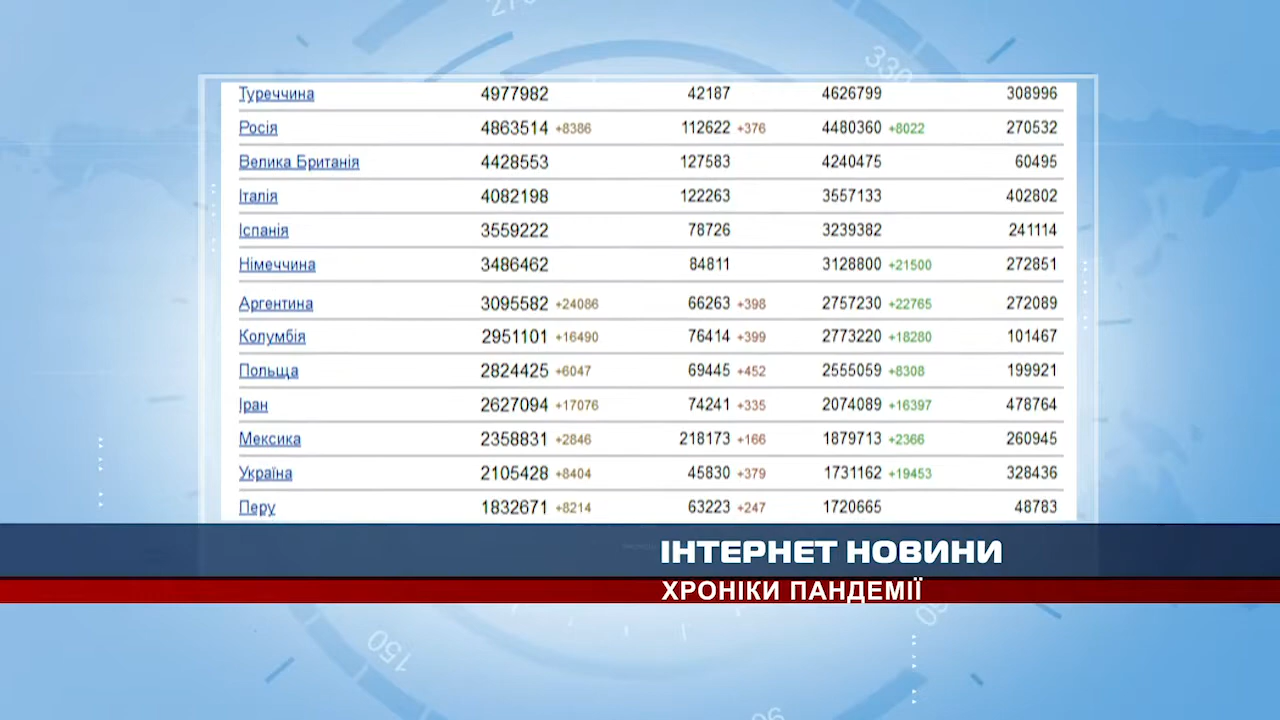 270
330
Туреччина 4977982 42187 4626799 308996
Росія 4863514 +8386 112622 +376 4480360 +8022 270532
Велика Британія 4428553 127583 4240475 60495
Італія 4082198 122263 3557133 402802
Іспанія 3559222 78726 3239382 241114
Німеччина 3486462 84811 3128800 +21500 272851
Аргентина 3095582 +24086 66263 +398 2757230 +22765 272089
Колумбія 2951101 +16490 76414 +399 2773220 +18280 101467
Польща 2824425 +6047 69445 +452 2555059 +8308 199921
Іран 2627094 +17076 74241 +335 2074089 +16397 478764
Мексика 2358831 +2846 218173 +166 1879713 +2366 260945
Україна 2105428 +8404 45830 +379 1731162 +19453 328436
Перу 1832671 +8214 63223 +247 1720665 48783
ІНТЕРНЕТ НОВИНИ
ХРОНІКИ ПАНДЕМІЇ
150